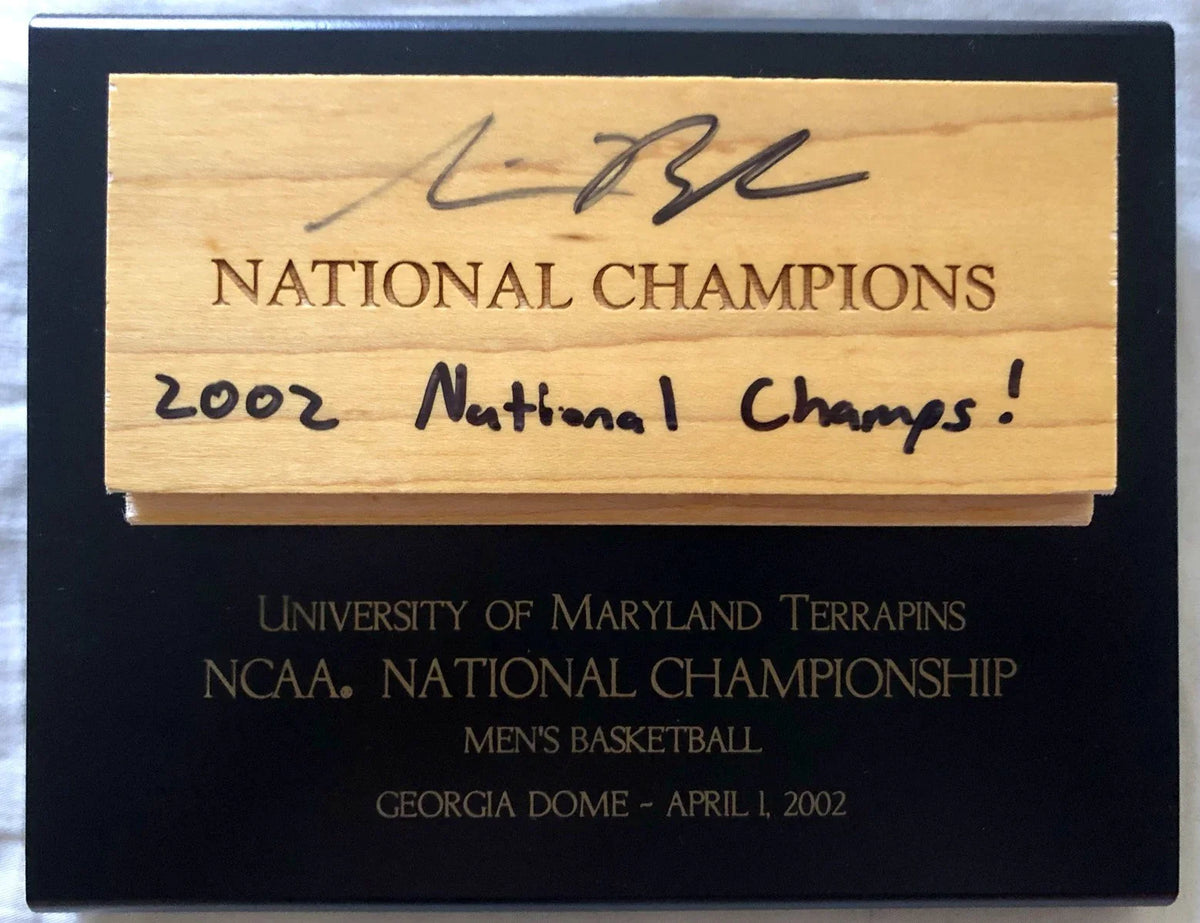 NATIONAL CHAMPIONS
2002 National Champs!
UNIVERSITY OF MARYLAND TERRAPINS
NCAA® NATIONAL CHAMPIONSHIP
MEN'S BASKETBALL
GEORGIA DOME ~ APRIL 1, 2002